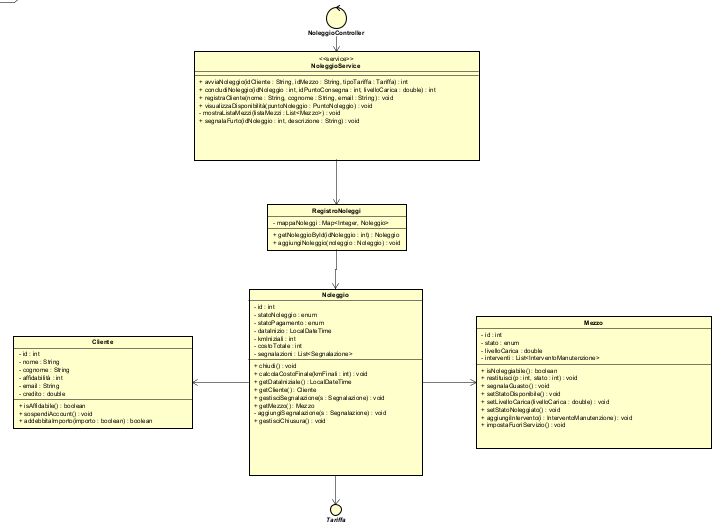 NoleggioController
<<service>>
NoleggioService
+ avviaNoleggio(idCliente : String, idMezzo : String, tipoTariffa : Tariffa) : int
+ concludiNoleggio(idNoleggio : int, idPuntoConsegna : int, livelloCarica : double) : int
+ registraCliente(nome : String, cognome : String, email : String) : void
+ visualizzaDisponibilità(puntoNoleggio : PuntoNoleggio) : void
- mostraListaMezzi(listaMezzi : List<Mezzo>) : void
+ segnalaFurto(idNoleggio : int, descrizione : String) : void
RegistroNoleggi
- mappaNoleggi : Map<Integer, Noleggio>
+ getNoleggioById(idNoleggio : int) : Noleggio
+ aggiungiNoleggio(noleggio : Noleggio) : void
Noleggio
- id : int
- statoNoleggio : enum
- statoPagamento : enum
- dataInizio : LocalDateTime
- kmIniziali : int
- costoTotale : int
- segnalazioni : List<Segnalazione>
+ chiudi() : void
+ calcolaCostoFinale(kmFinali : int) : void
+ getDataIniziale() : LocalDateTime
+ getCliente() : Cliente
+ gestisciSegnalazione(s : Segnalazione) : void
+ getMezzo() : Mezzo
- aggiungiSegnalazione(s : Segnalazione) : void
+ gestisciChiusura() : void
Cliente
- id : int
- nome : String
- cognome : String
- affidabilità : int
- email : String
- credito : double
+ isAffidabile() : boolean
+ sospendiAccount() : void
+ addebbitaImporto(importo : boolean) : boolean
Mezzo
- id : int
- stato : enum
- livelloCarica : double
- interventi : List<InterventoManutenzione>
+ isNoleggiabile() : boolean
+ restituisci(p : int, stato : int) : void
+ segnalaGuasto() : void
+ setStatoDisponibile() : void
+ setLivelloCarica(livelloCarica : double) : void
+ setStatoNoleggiato() : void
+ aggiungiIntervento(i : InterventoManutenzione) : void
+ impostaFuoriServizio() : void
Tariffa